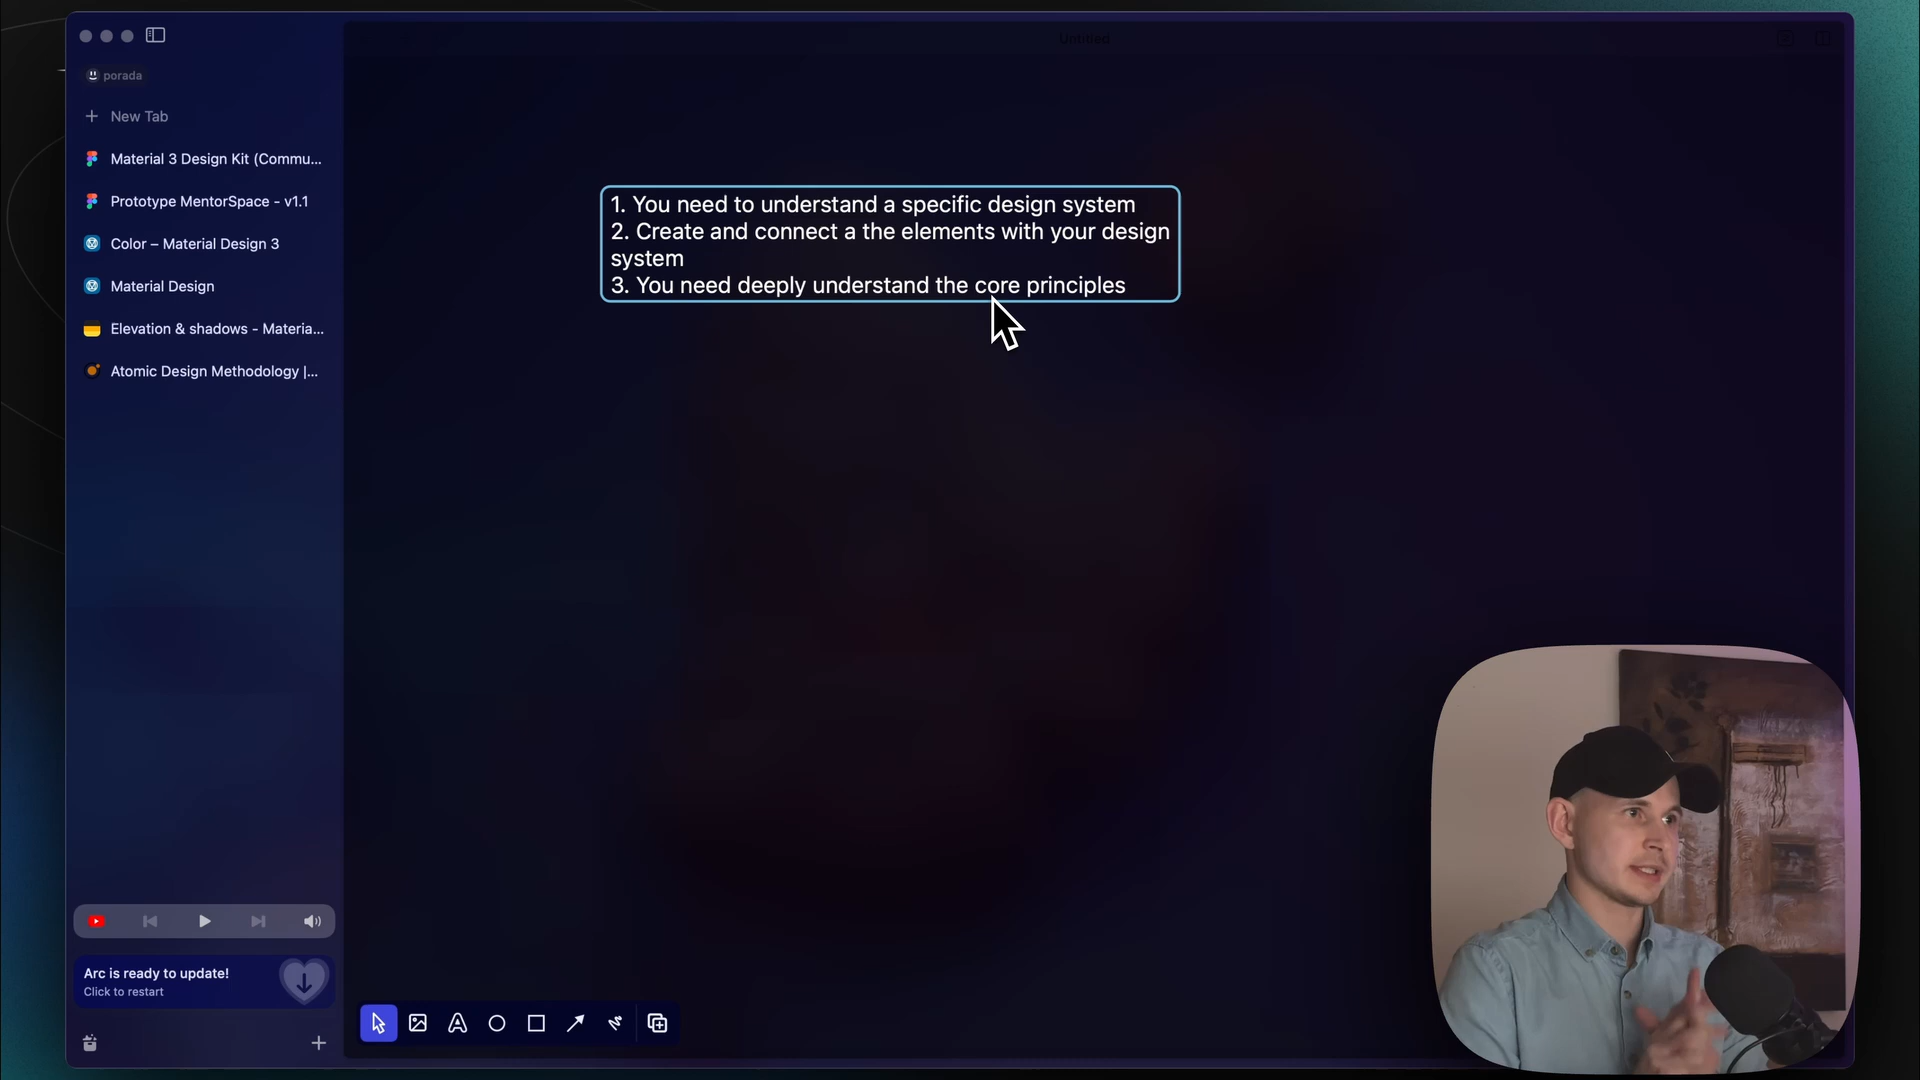 Untitled
porada
New Tab
Material 3 Design Kit (Commu...
Prototype MentorSpace - v1.1
Color – Material Design 3
Material Design
Elevation & shadows - Materia...
Atomic Design Methodology |...
1. You need to understand a specific design system
2. Create and connect a the elements with your design
system
3. You need deeply understand the core principles
Arc is ready to update!
Click to restart